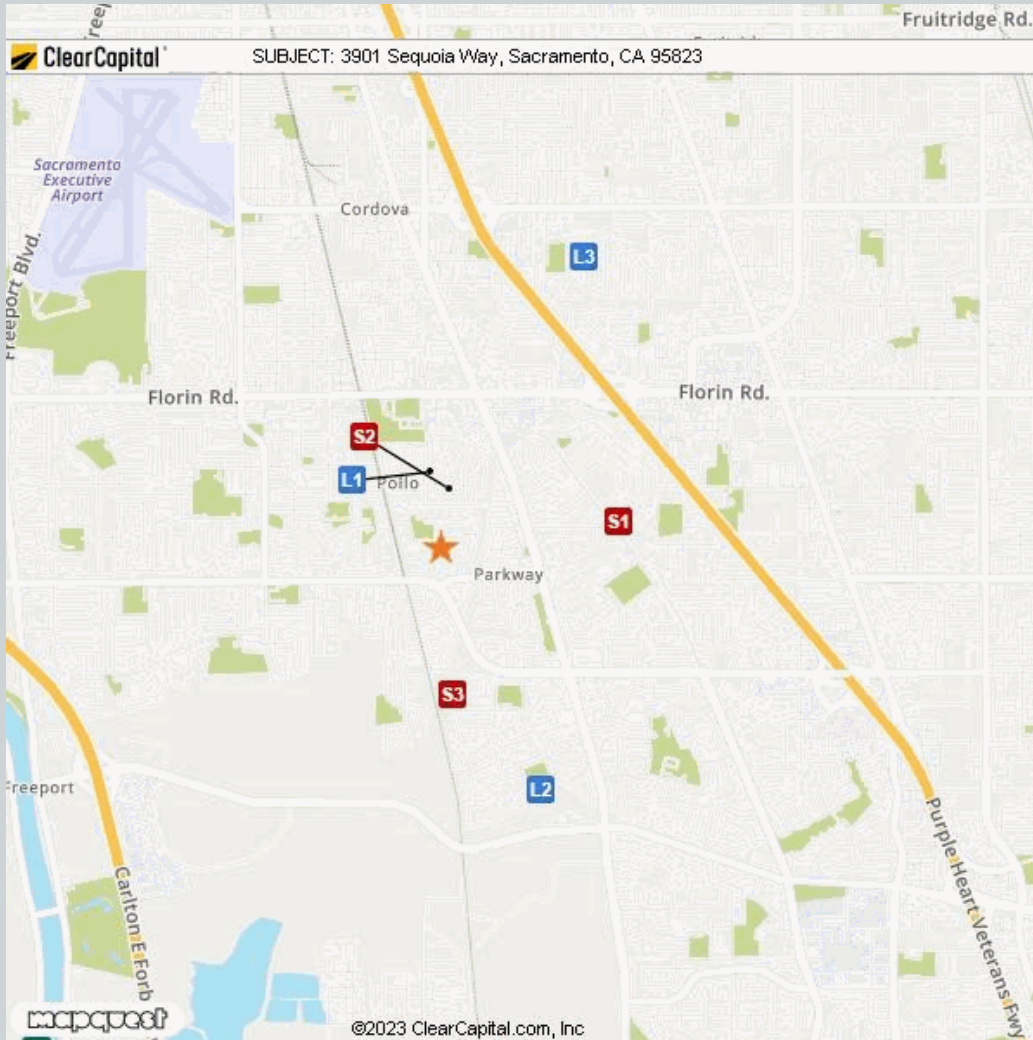 Free
Fruitridge Rd.
ClearCapital
SUBJECT: 3901 Sequoia Way, Sacramento, CA 95823
Sacramento
Executive
Airport
Cordova
L3
Freeport Blvd.
Florin Rd.
Florin Rd.
S2
L1
Pollo
S1
Parkway
S3
L2
Freeport
Purple Heart Veterans Fwy
Carlton E Forb
mapquest
©2023 ClearCapital.com, Inc